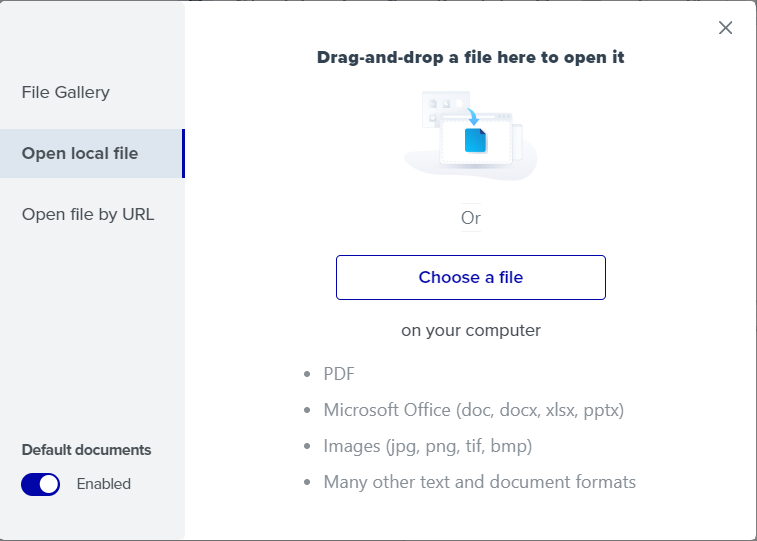 File Gallery
Open local file
Open file by URL
Default documents
Enabled
Drag-and-drop a file here to open it
Or
Choose a file
on your computer
• PDF
• Microsoft Office (doc, docx, xlsx, pptx)
• Images (jpg, png, tif, bmp)
• Many other text and document formats